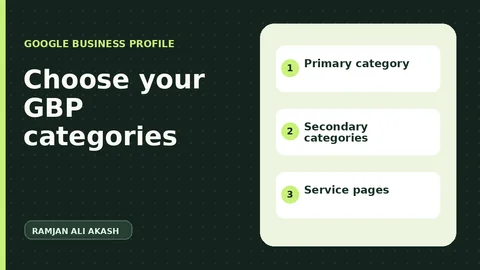 GOOGLE BUSINESS PROFILE
Choose your
GBP
categories
RAMJAN ALI AKASH
1 Primary category
2 Secondary
categories
3 Service pages